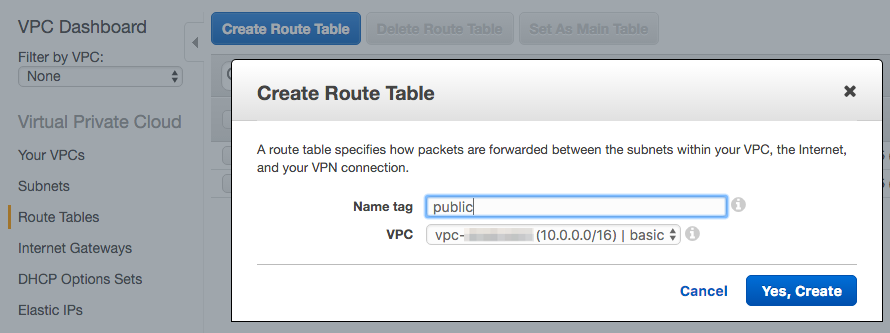 VPC Dashboard
Filter by VPC:
None
Virtual Private Cloud
Your VPCs
Subnets
Route Tables
Internet Gateways
DHCP Options Sets
Elastic IPs
Create Route Table
Delete Route Table
Set As Main Table
Create Route Table
A route table specifies how packets are forwarded between the subnets within your VPC, the Internet,
and your VPN connection.
Name tag public
VPC vpc- (10.0.0.0/16) | basic
Cancel Yes, Create